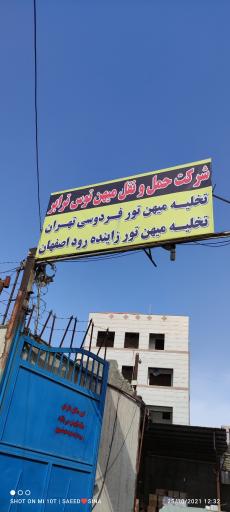 شرکت حمل و نقل میهن توس ترابر
تخلیه میهن تور فردوسی تهران
تخلیه میهن تور زاینده رود اصفهان
SHOT ON MI 10T | SAEED❤SINA
25/10/2021 12:32